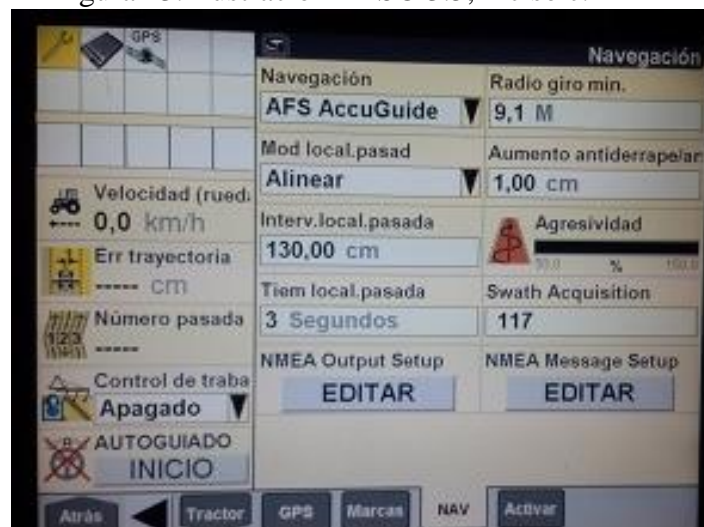 GPS
Navegación
Navegación
AFS AccuGuide
Radio giro min.
9,1 M
Mod local.pasad
Alinear
Aumento antiderrape/ar
1,00 cm
Velocidad (rued
0,0 km/h
Interv.local.pasada
130,00 cm
Agresividad
%
Err trayectoria
----- cm
Tiem local.pasada
3 Segundos
Swath Acquisition
117
Número pasada
-----
123
NMEA Output Setup
EDITAR
NMEA Message Setup
EDITAR
Control de traba
Apagado
AUTOGUIADO
INICIO
Atrás
Tractor
GPS
Marcas
NAV
Activar